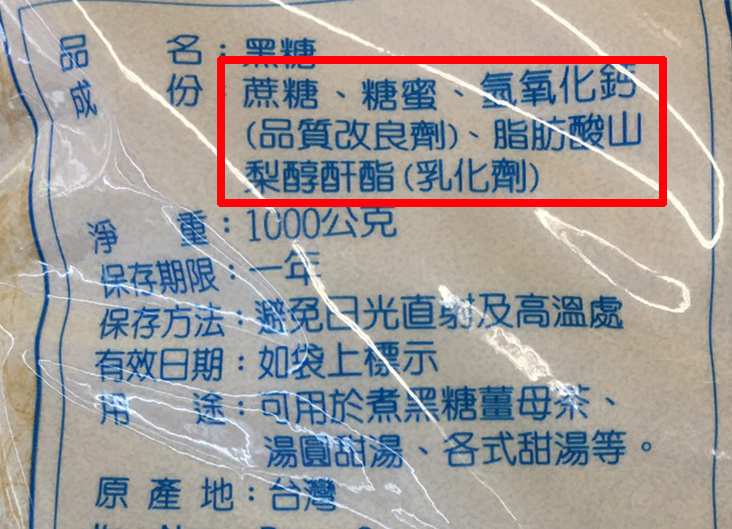 品名：黑糖
成份：蔗糖、糖蜜、氫氧化鈣
(品質改良劑)、脂肪酸山
梨醇酐酯(乳化劑)
淨重：1000公克
保存期限：一年
保存方法：避免日光直射及高溫處
有效日期：如袋上標示
用途：可用於煮黑糖薑母茶、
湯圓甜湯、各式甜湯等。
原產地：台灣